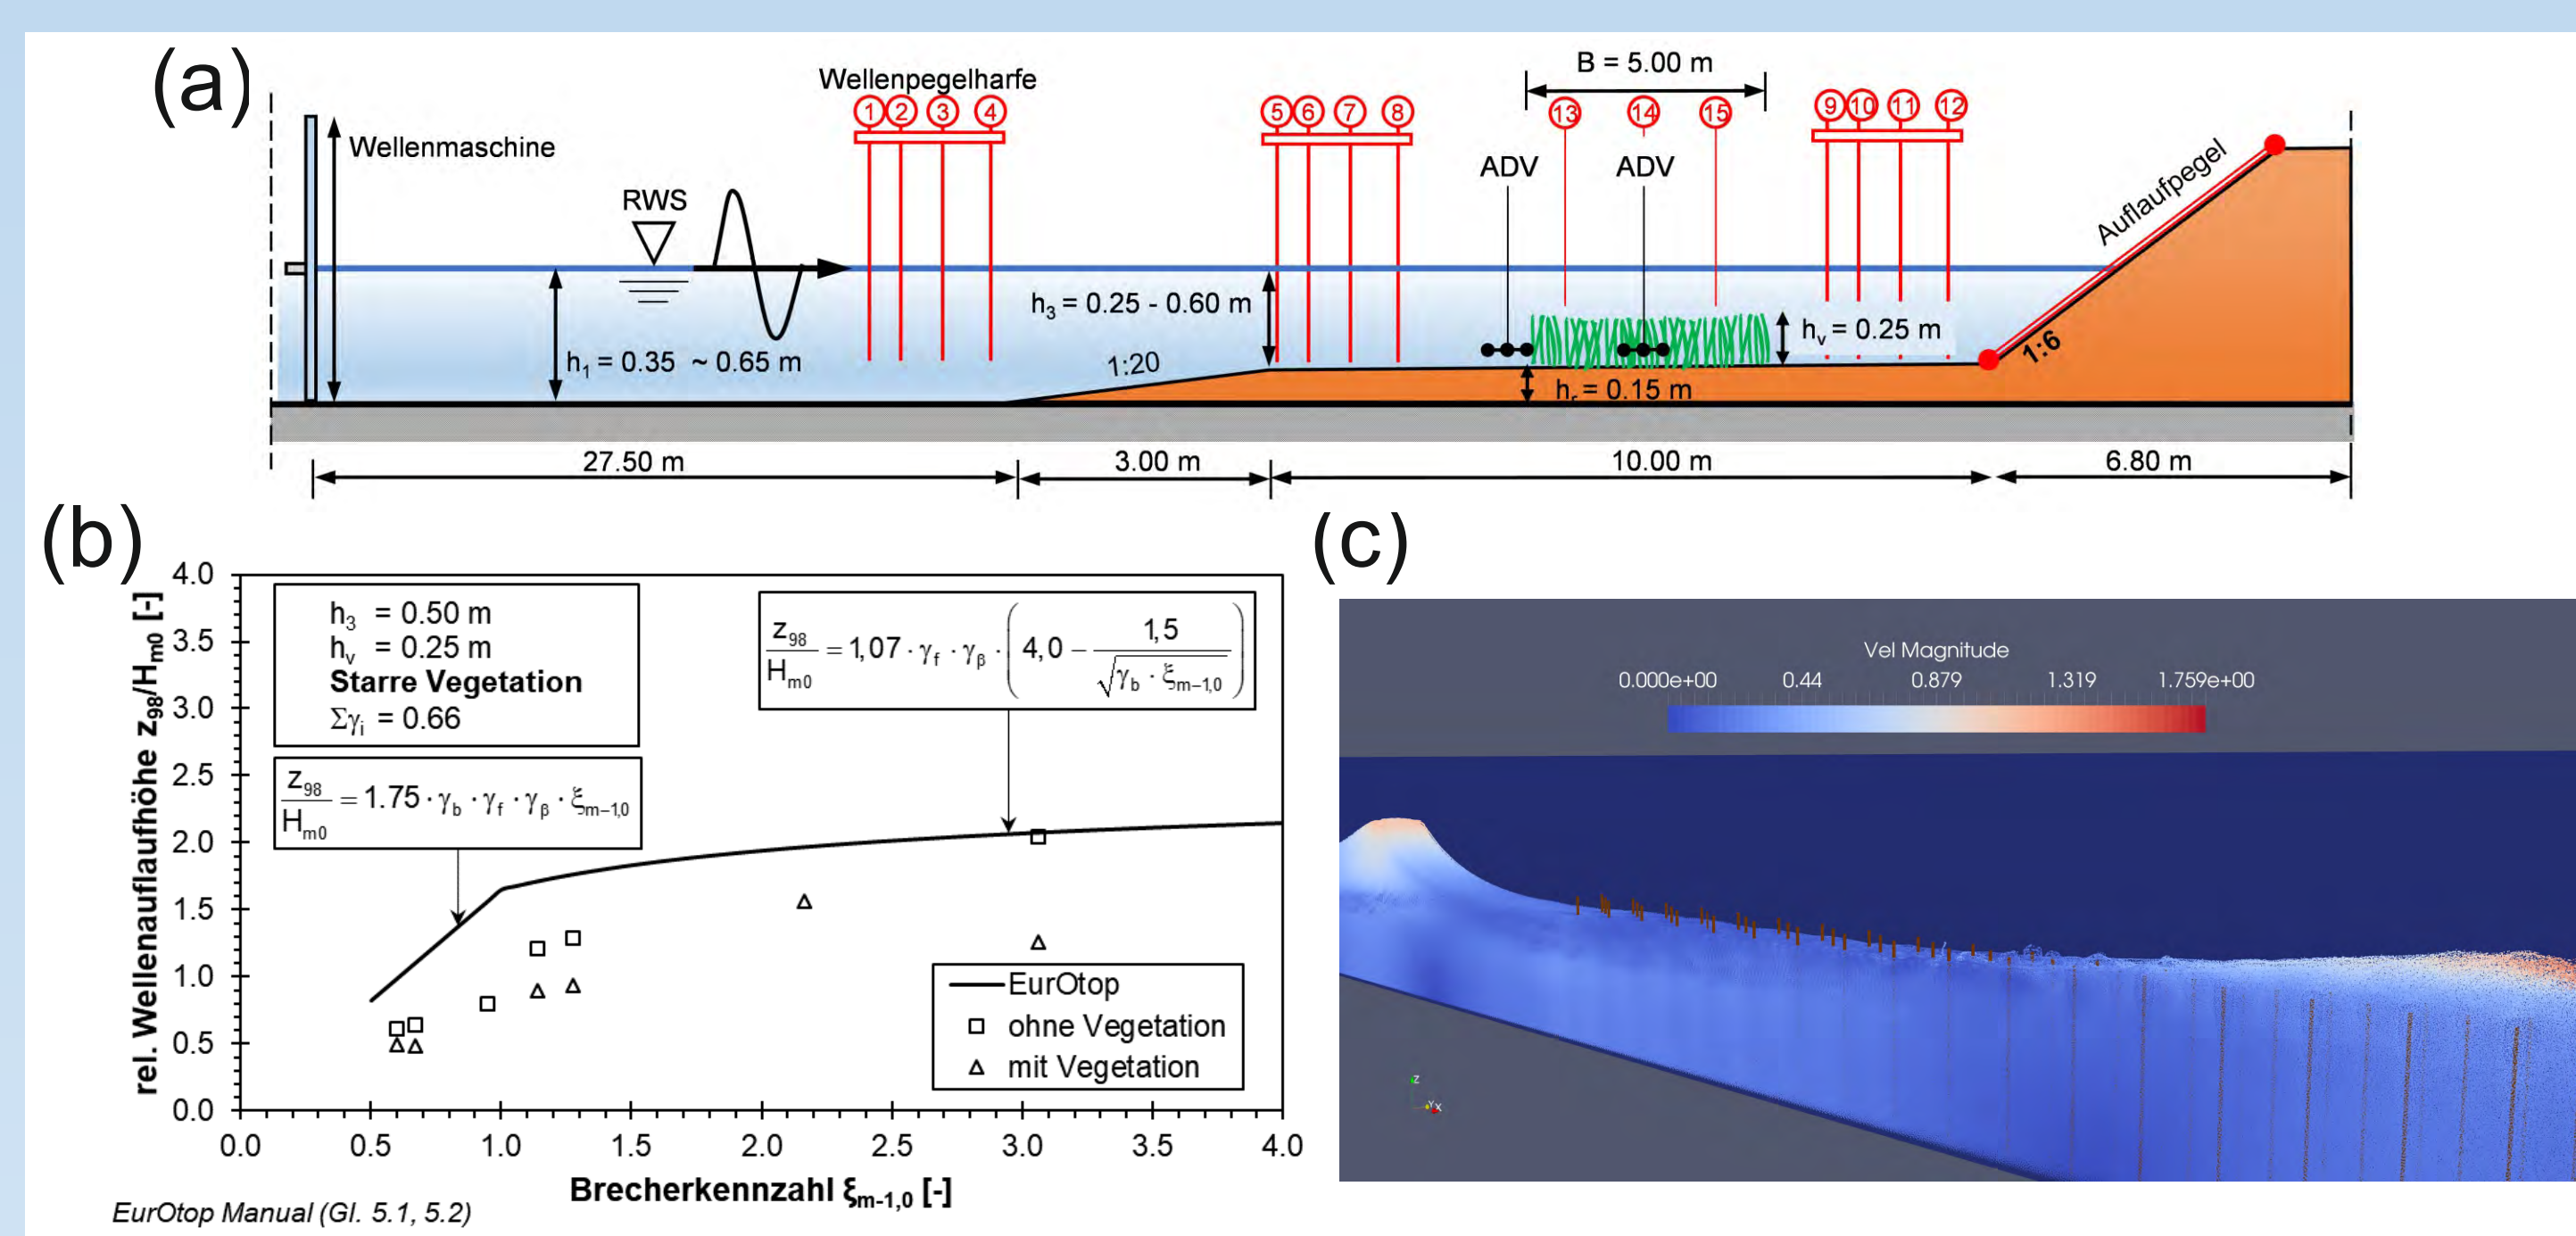 (a)
Wellenpegelharfe
B = 5.00 m
1 2 3 4
5 6 7 8
13 14 15
9 10 11 12
Wellenmaschine
RWS
ADV
ADV
Auflaufpegel
h₃ = 0.25 - 0.60 m
h₁ = 0.35 ~ 0.65 m
1:20
hᵥ = 0.25 m
1:6
hᵣ = 0.15 m
27.50 m
3.00 m
10.00 m
6.80 m
(b)
rel. Wellenauflaufhöhe z₉₈/Hₘ₀ [-]
4.0
3.5
3.0
2.5
2.0
1.5
1.0
0.5
0.0
h₃ = 0.50 m
hᵥ = 0.25 m
Starre Vegetation
Σγᵢ = 0.66
z₉₈/Hₘ₀ = 1,07 · γ_f · γ_β · (4,0 − 1,5/√(γ_b · ξₘ₋₁,₀))
z₉₈/Hₘ₀ = 1.75 · γ_b · γ_f · γ_β · ξₘ₋₁,₀
EurOtop
ohne Vegetation
mit Vegetation
0.0 0.5 1.0 1.5 2.0 2.5 3.0 3.5 4.0
Brecherkennzahl ξₘ₋₁,₀ [-]
EurOtop Manual (Gl. 5.1, 5.2)
(c)
Vel Magnitude
0.000e+00 0.44 0.879 1.319 1.759e+00
Z
Y X